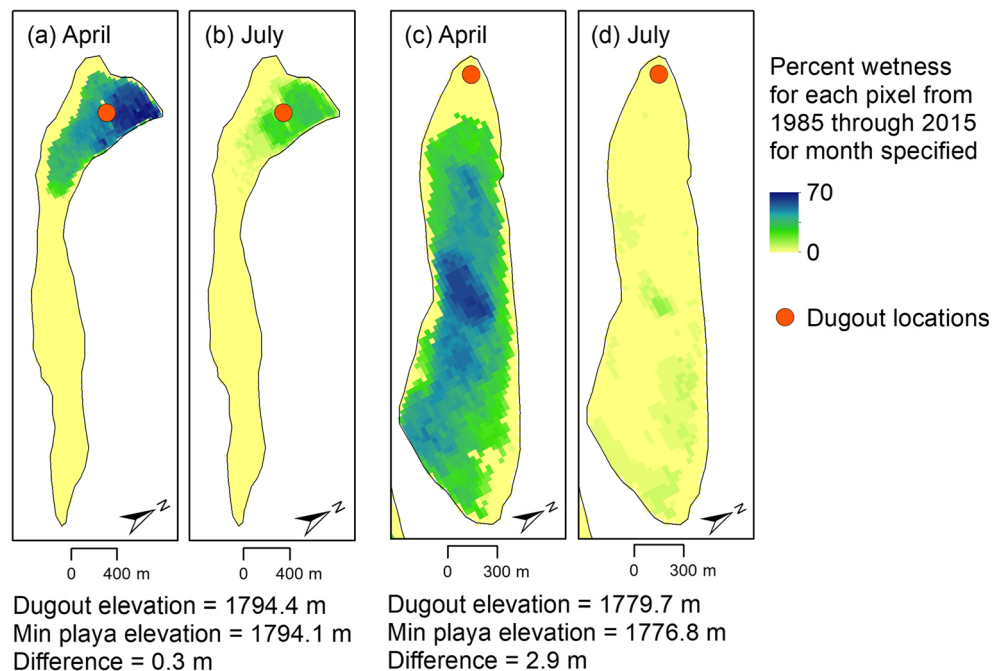 (a) April
(b) July
(c) April
(d) July
Percent wetness
for each pixel from
1985 through 2015
for month specified
70
0
Dugout locations
N
N
N
N
0 400 m
0 400 m
0 300 m
0 300 m
Dugout elevation = 1794.4 m
Min playa elevation = 1794.1 m
Difference = 0.3 m
Dugout elevation = 1779.7 m
Min playa elevation = 1776.8 m
Difference = 2.9 m